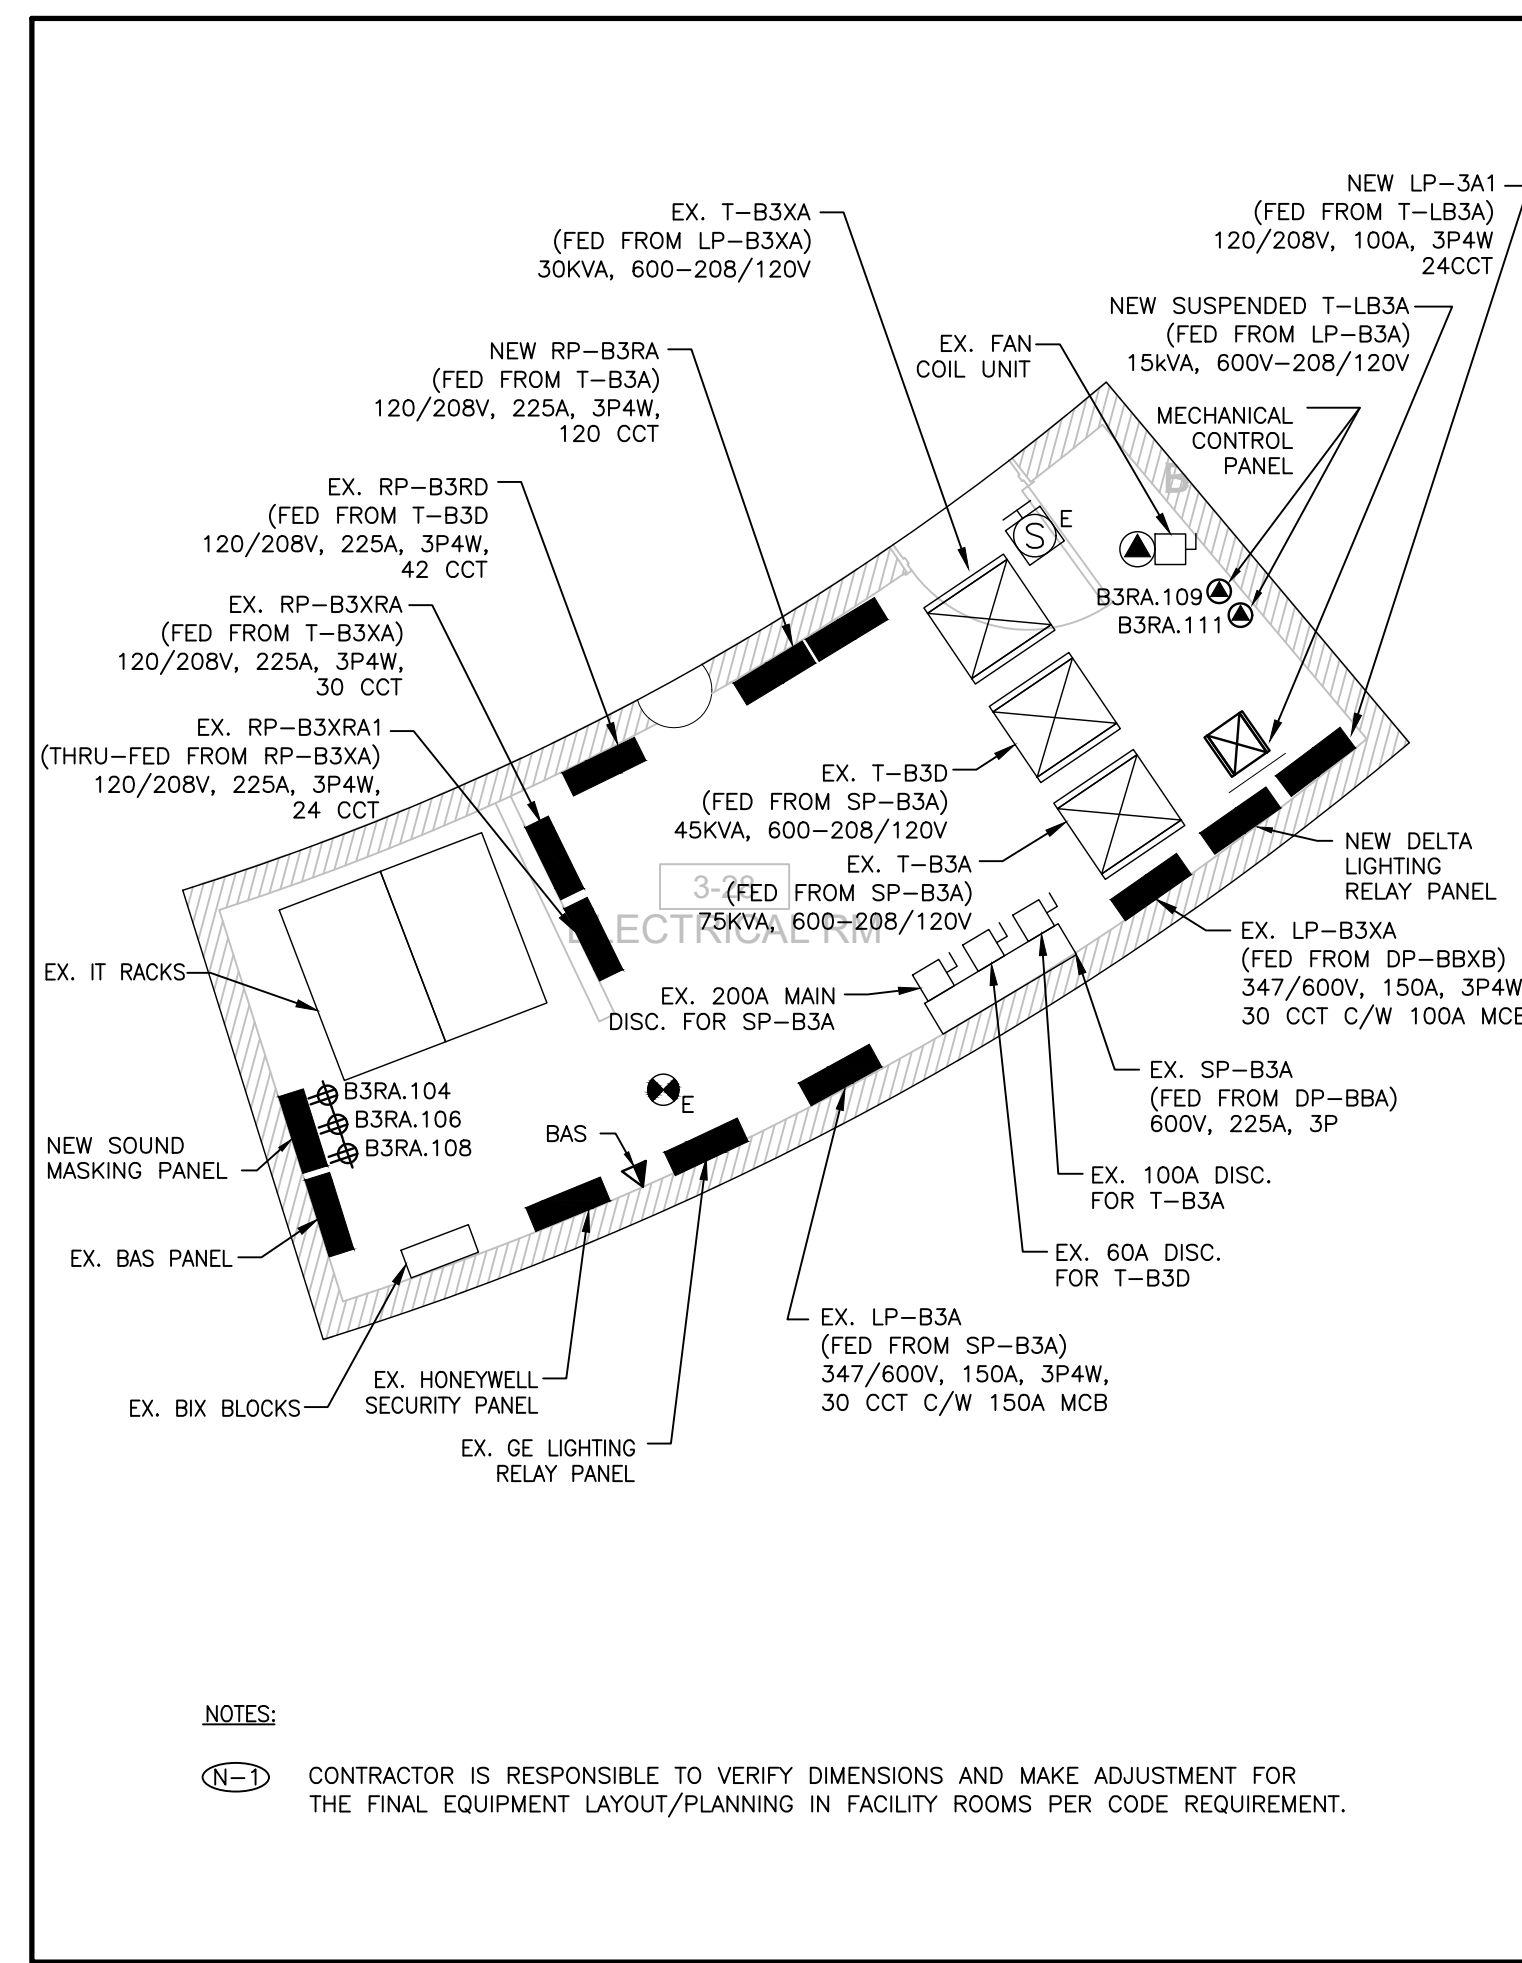 NEW LP-3A1
(FED FROM T-LB3A)
120/208V, 100A, 3P4W
24CCT
EX. T-B3XA
(FED FROM LP-B3XA)
30KVA, 600-208/120V
NEW SUSPENDED T-LB3A
(FED FROM LP-B3A)
15kVA, 600V-208/120V
EX. FAN
COIL UNIT
NEW RP-B3RA
(FED FROM T-B3A)
120/208V, 225A, 3P4W,
120 CCT
MECHANICAL
CONTROL
PANEL
B
EX. RP-B3RD
(FED FROM T-B3D
120/208V, 225A, 3P4W,
42 CCT
S
E
B3RA.109
B3RA.111
EX. RP-B3XRA
(FED FROM T-B3XA)
120/208V, 225A, 3P4W,
30 CCT
EX. RP-B3XRA1
(THRU-FED FROM RP-B3XA)
120/208V, 225A, 3P4W,
24 CCT
EX. T-B3D
(FED FROM SP-B3A)
45KVA, 600-208/120V
EX. T-B3A
(FED FROM SP-B3A)
75KVA, 600-208/120V
3-28
ELECTRICAL RM
NEW DELTA
LIGHTING
RELAY PANEL
EX. LP-B3XA
(FED FROM DP-BBXB)
347/600V, 150A, 3P4W
30 CCT C/W 100A MCB
EX. IT RACKS
EX. 200A MAIN
DISC. FOR SP-B3A
EX. SP-B3A
(FED FROM DP-BBA)
600V, 225A, 3P
B3RA.104
B3RA.106
B3RA.108
E
BAS
NEW SOUND
MASKING PANEL
EX. 100A DISC.
FOR T-B3A
EX. BAS PANEL
EX. 60A DISC.
FOR T-B3D
EX. LP-B3A
(FED FROM SP-B3A)
347/600V, 150A, 3P4W,
30 CCT C/W 150A MCB
EX. HONEYWELL
SECURITY PANEL
EX. BIX BLOCKS
EX. GE LIGHTING
RELAY PANEL
NOTES:
N-1 CONTRACTOR IS RESPONSIBLE TO VERIFY DIMENSIONS AND MAKE ADJUSTMENT FOR
THE FINAL EQUIPMENT LAYOUT/PLANNING IN FACILITY ROOMS PER CODE REQUIREMENT.